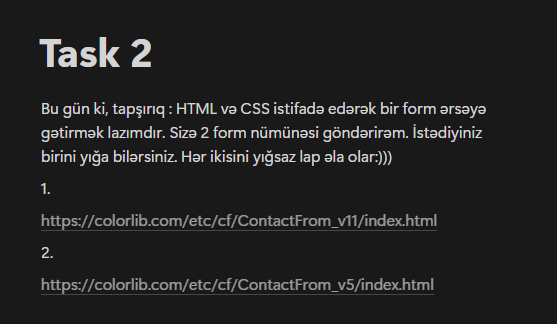 Task 2
Bu gün ki, tapşırıq : HTML və CSS istifadə edərək bir form ərsəyə
gətirmək lazımdır. Sizə 2 form nümünəsi göndərirəm. İstədiyiniz
birini yığa bilərsiniz. Hər ikisini yığsaz lap əla olar:)))
1.
https://colorlib.com/etc/cf/ContactFrom_v11/index.html
2.
https://colorlib.com/etc/cf/ContactFrom_v5/index.html